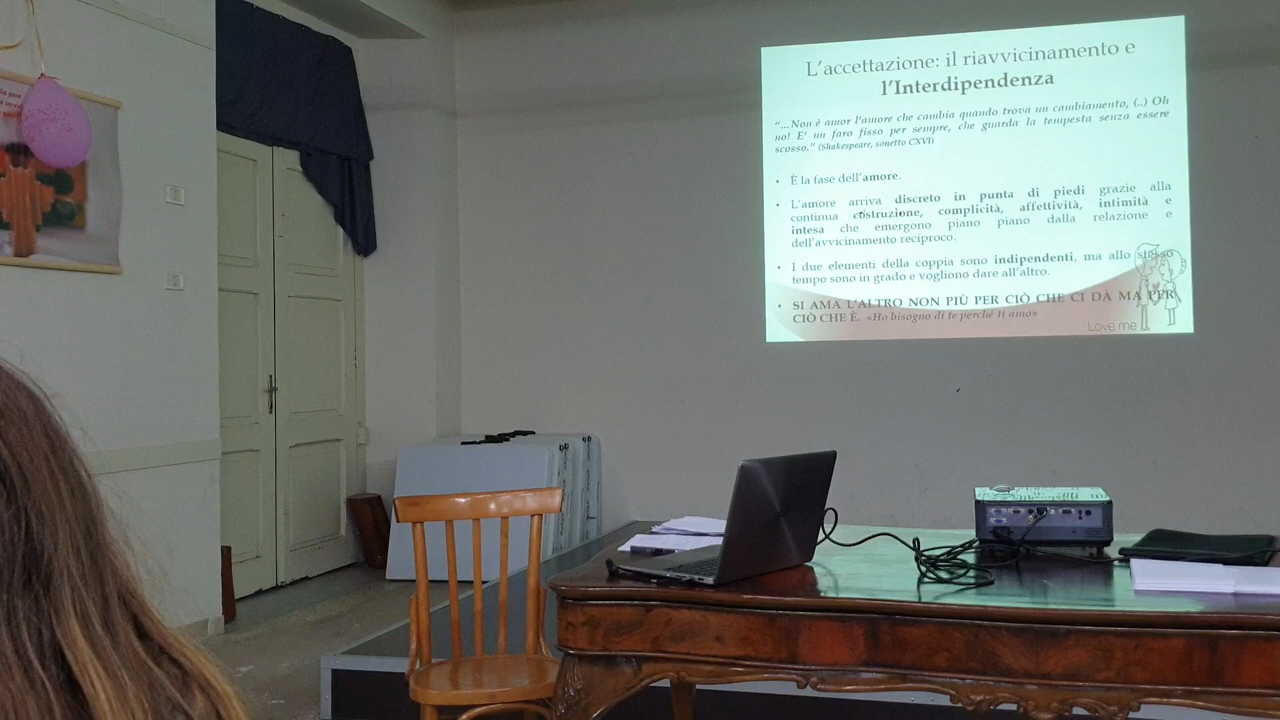 L'accettazione: il riavvicinamento e
l'Interdipendenza
"...Non è amor l'amore che cambia quando trova un cambiamento, (..) Oh
no! E' un faro fisso per sempre, che guarda la tempesta senza essere
scosso." (Shakespeare, sonetto CXVI)
• È la fase dell'amore.
• L'amore arriva discreto in punta di piedi grazie alla
continua costruzione, complicità, affettività, intimità e
intesa che emergono piano piano dalla relazione e
dell'avvicinamento reciproco.
• I due elementi della coppia sono indipendenti, ma allo stesso
tempo sono in grado e vogliono dare all'altro.
• SI AMA L'ALTRO NON PIÙ PER CIÒ CHE CI DÀ MA PER
CIÒ CHE È. «Ho bisogno di te perché ti amo»
Love me